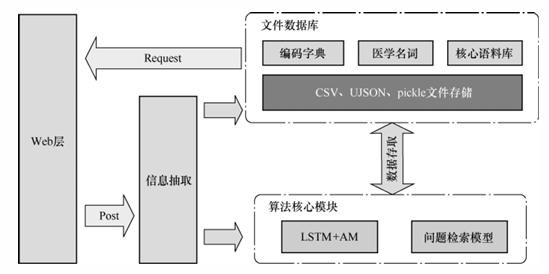 文件数据库
编码字典
医学名词
核心语料库
CSV、UJSON、pickle文件存储
Request
Web层
信息抽取
Post
数据存取
算法核心模块
LSTM+AM
问题检索模型